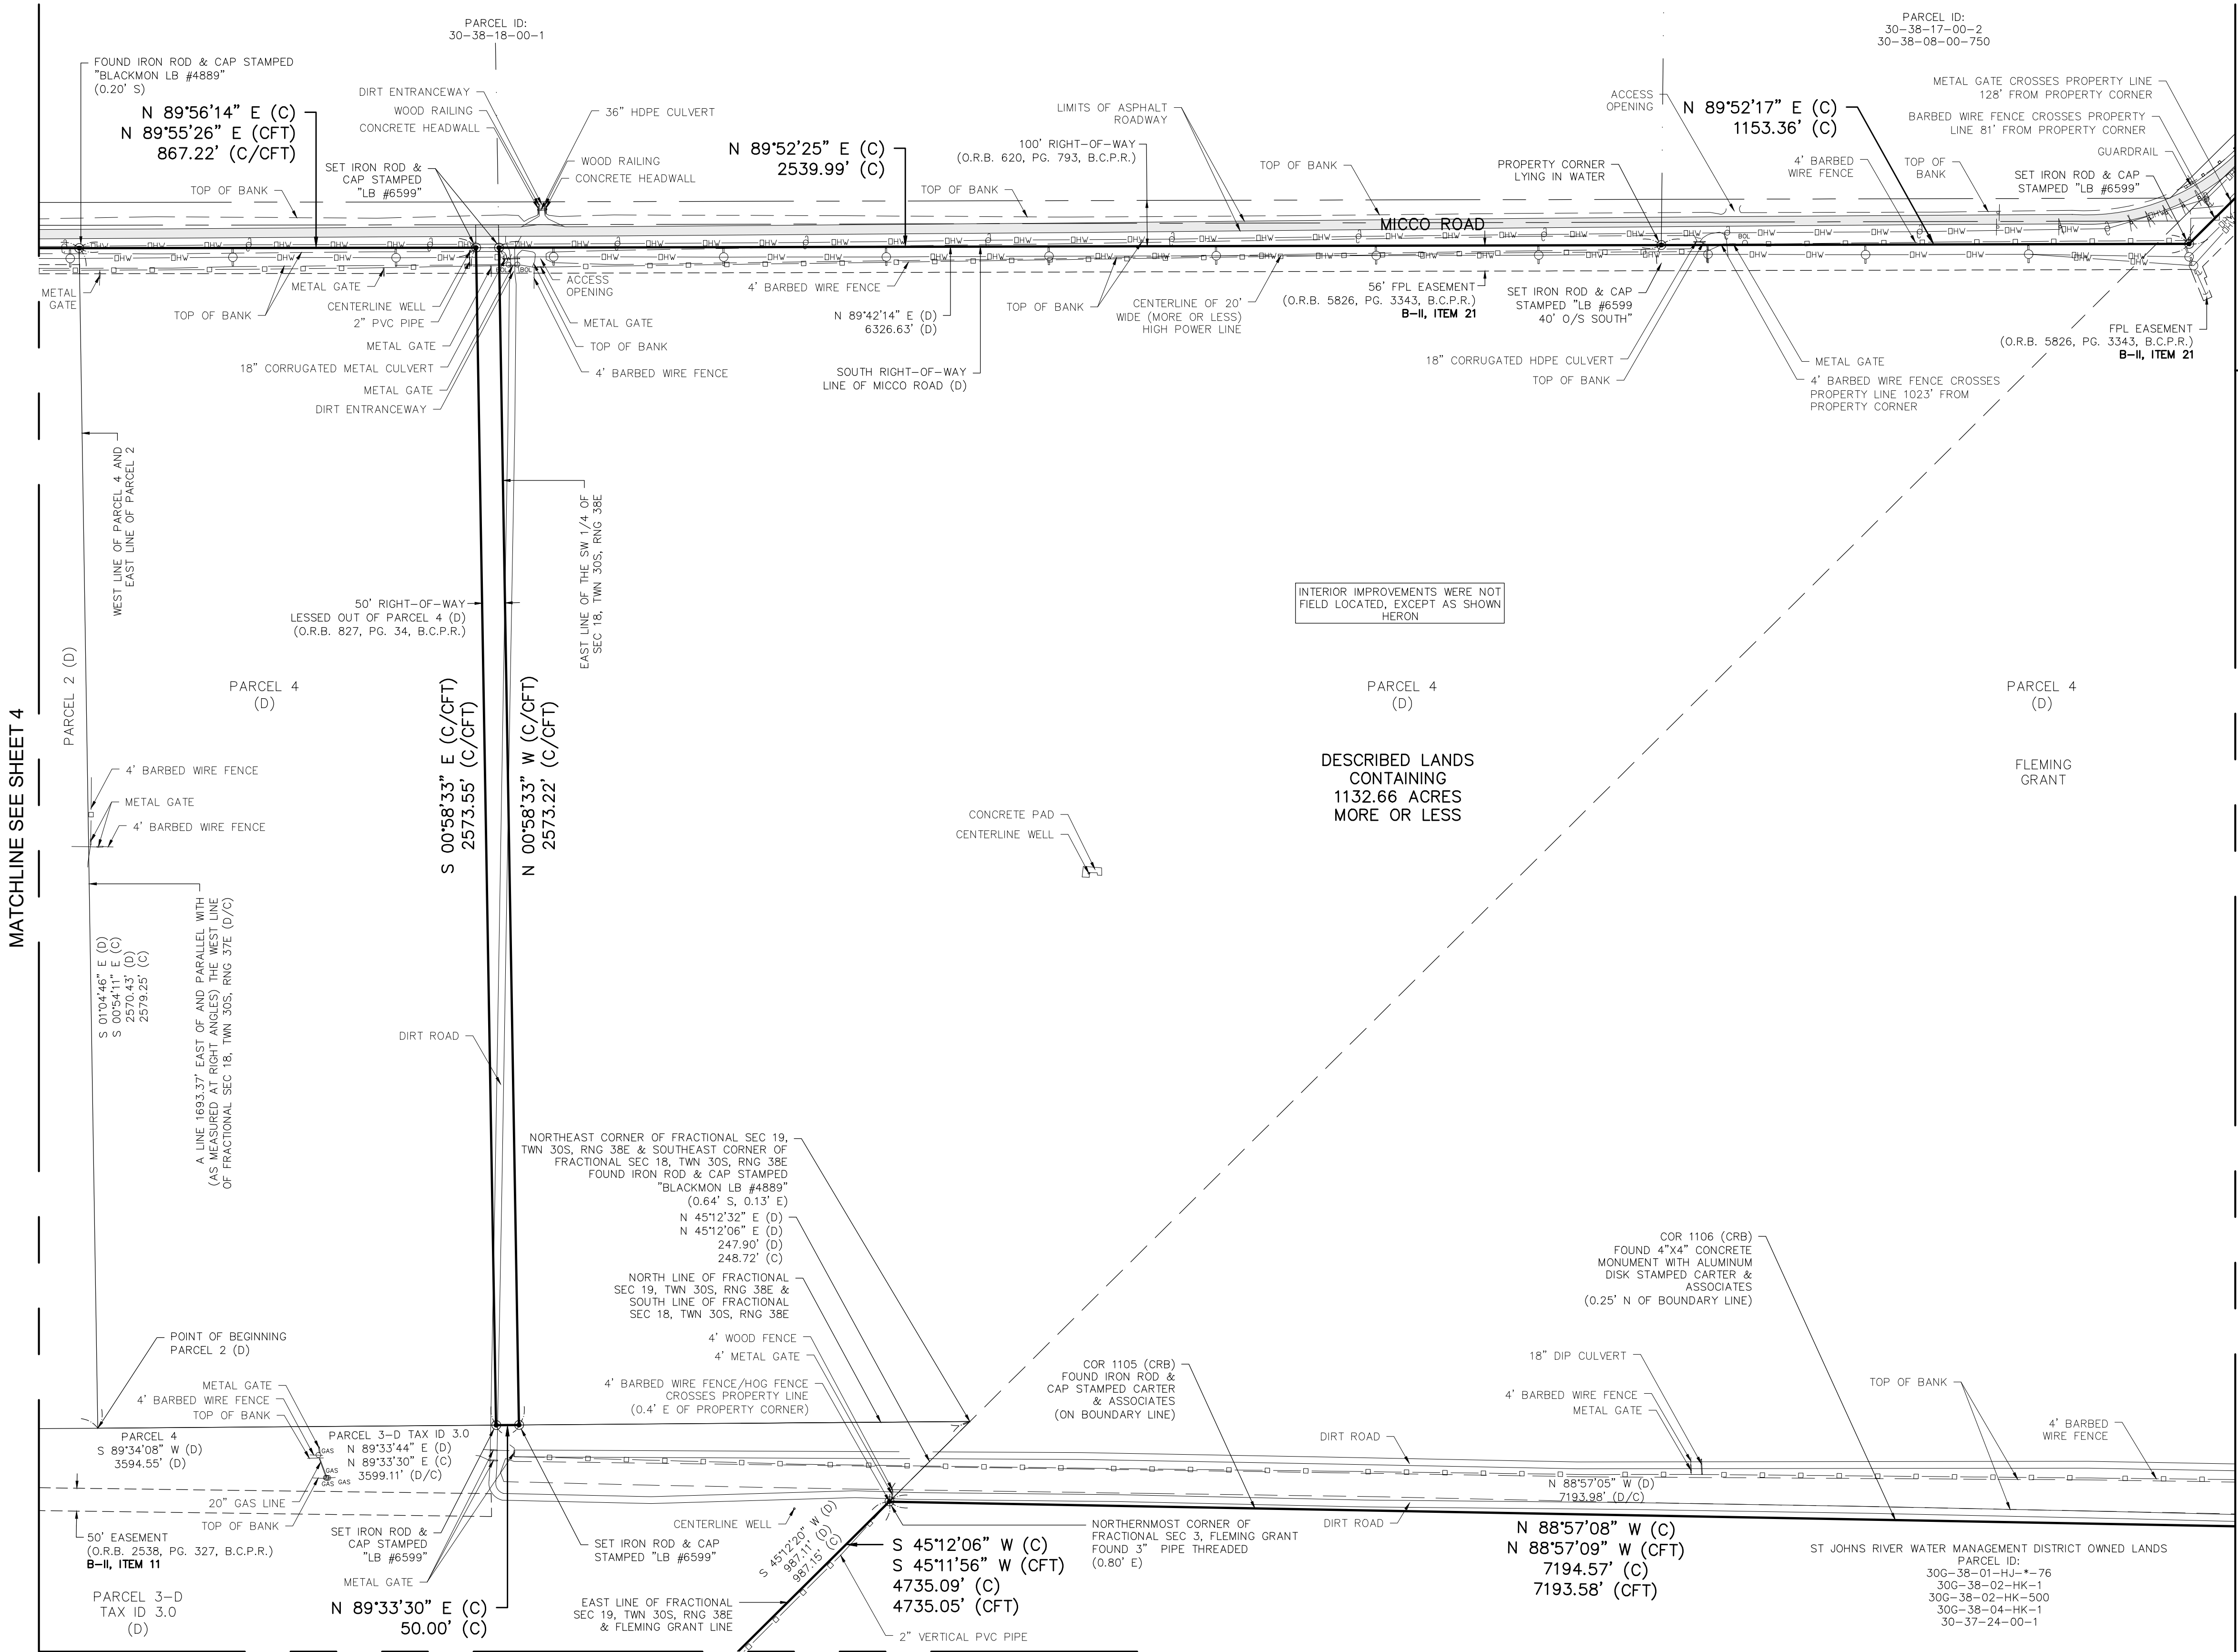 PARCEL ID:
30-38-18-00-1
PARCEL ID:
30-38-17-00-2
30-38-08-00-750
FOUND IRON ROD & CAP STAMPED
"BLACKMON LB #4889"
(0.20' S)
N 89°56'14" E (C)
N 89°55'26" E (CFT)
867.22' (C/CFT)
DIRT ENTRANCEWAY
WOOD RAILING
CONCRETE HEADWALL
36" HDPE CULVERT
WOOD RAILING
CONCRETE HEADWALL
SET IRON ROD &
CAP STAMPED
"LB #6599"
TOP OF BANK
N 89°52'25" E (C)
2539.99' (C)
TOP OF BANK
LIMITS OF ASPHALT
ROADWAY
100' RIGHT-OF-WAY
(O.R.B. 620, PG. 793, B.C.P.R.)
TOP OF BANK
ACCESS
OPENING
PROPERTY CORNER
LYING IN WATER
N 89°52'17" E (C)
1153.36' (C)
4' BARBED
WIRE FENCE
TOP OF
BANK
METAL GATE CROSSES PROPERTY LINE
128' FROM PROPERTY CORNER
BARBED WIRE FENCE CROSSES PROPERTY
LINE 81' FROM PROPERTY CORNER
GUARDRAIL
SET IRON ROD & CAP
STAMPED "LB #6599"
MICCO ROAD
BOL
BOL
BOL
METAL
GATE
TOP OF BANK
METAL GATE
CENTERLINE WELL
2" PVC PIPE
METAL GATE
18" CORRUGATED METAL CULVERT
METAL GATE
DIRT ENTRANCEWAY
ACCESS
OPENING
METAL GATE
TOP OF BANK
4' BARBED WIRE FENCE
4' BARBED WIRE FENCE
N 89°42'14" E (D)
6326.63' (D)
SOUTH RIGHT-OF-WAY
LINE OF MICCO ROAD (D)
TOP OF BANK
CENTERLINE OF 20'
WIDE (MORE OR LESS)
HIGH POWER LINE
56' FPL EASEMENT
(O.R.B. 5826, PG. 3343, B.C.P.R.)
B-II, ITEM 21
SET IRON ROD & CAP
STAMPED "LB #6599
40' O/S SOUTH"
18" CORRUGATED HDPE CULVERT
TOP OF BANK
METAL GATE
4' BARBED WIRE FENCE CROSSES
PROPERTY LINE 1023' FROM
PROPERTY CORNER
FPL EASEMENT
(O.R.B. 5826, PG. 3343, B.C.P.R.)
B-II, ITEM 21
WEST LINE OF PARCEL 4 AND
EAST LINE OF PARCEL 2
EAST LINE OF THE SW 1/4 OF
SEC 18, TWN 30S, RNG 38E
50' RIGHT-OF-WAY
LESSED OUT OF PARCEL 4 (D)
(O.R.B. 827, PG. 34, B.C.P.R.)
INTERIOR IMPROVEMENTS WERE NOT
FIELD LOCATED, EXCEPT AS SHOWN
HERON
MATCHLINE SEE SHEET 4
PARCEL 2 (D)
PARCEL 4
(D)
S 00°58'33" E (C/CFT)
2573.55' (C/CFT)
N 00°58'33" W (C/CFT)
2573.22' (C/CFT)
PARCEL 4
(D)
PARCEL 4
(D)
DESCRIBED LANDS
CONTAINING
1132.66 ACRES
MORE OR LESS
FLEMING
GRANT
4' BARBED WIRE FENCE
METAL GATE
4' BARBED WIRE FENCE
CONCRETE PAD
CENTERLINE WELL
S 01°04'46" E (D)
S 00°54'11" E (C)
2570.43' (D)
2579.25' (C)
A LINE 1693.37' EAST OF AND PARALLEL WITH
(AS MEASURED AT RIGHT ANGLES) THE WEST LINE
OF FRACTIONAL SEC 18, TWN 30S, RNG 37E (D/C)
DIRT ROAD
NORTHEAST CORNER OF FRACTIONAL SEC 19,
TWN 30S, RNG 38E & SOUTHEAST CORNER OF
FRACTIONAL SEC 18, TWN 30S, RNG 38E
FOUND IRON ROD & CAP STAMPED
"BLACKMON LB #4889"
(0.64' S, 0.13' E)
N 45°12'32" E (D)
N 45°12'06" E (D)
247.90' (D)
248.72' (C)
NORTH LINE OF FRACTIONAL
SEC 19, TWN 30S, RNG 38E &
SOUTH LINE OF FRACTIONAL
SEC 18, TWN 30S, RNG 38E
4' WOOD FENCE
4' METAL GATE
4' BARBED WIRE FENCE/HOG FENCE
CROSSES PROPERTY LINE
(0.4' E OF PROPERTY CORNER)
COR 1105 (CRB)
FOUND IRON ROD &
CAP STAMPED CARTER
& ASSOCIATES
(ON BOUNDARY LINE)
COR 1106 (CRB)
FOUND 4"X4" CONCRETE
MONUMENT WITH ALUMINUM
DISK STAMPED CARTER &
ASSOCIATES
(0.25' N OF BOUNDARY LINE)
18" DIP CULVERT
4' BARBED WIRE FENCE
METAL GATE
TOP OF BANK
4' BARBED
WIRE FENCE
DIRT ROAD
POINT OF BEGINNING
PARCEL 2 (D)
METAL GATE
4' BARBED WIRE FENCE
TOP OF BANK
PARCEL 4
S 89°34'08" W (D)
3594.55' (D)
PARCEL 3-D TAX ID 3.0
N 89°33'44" E (D)
N 89°33'30" E (C)
3599.11' (D/C)
GAS
GAS
GAS GAS
20" GAS LINE
TOP OF BANK
50' EASEMENT
(O.R.B. 2538, PG. 327, B.C.P.R.)
B-II, ITEM 11
PARCEL 3-D
TAX ID 3.0
(D)
SET IRON ROD &
CAP STAMPED
"LB #6599"
METAL GATE
N 89°33'30" E (C)
50.00' (C)
SET IRON ROD & CAP
STAMPED "LB #6599"
CENTERLINE WELL
S 45°12'20" W (D)
987.11' (D)
987.15' (C)
EAST LINE OF FRACTIONAL
SEC 19, TWN 30S, RNG 38E
& FLEMING GRANT LINE
S 45°12'06" W (C)
S 45°11'56" W (CFT)
4735.09' (C)
4735.05' (CFT)
2" VERTICAL PVC PIPE
NORTHERNMOST CORNER OF
FRACTIONAL SEC 3, FLEMING GRANT
FOUND 3" PIPE THREADED
(0.80' E)
DIRT ROAD
N 88°57'05" W (D)
7193.98' (D/C)
N 88°57'08" W (C)
N 88°57'09" W (CFT)
7194.57' (C)
7193.58' (CFT)
ST JOHNS RIVER WATER MANAGEMENT DISTRICT OWNED LANDS
PARCEL ID:
30G-38-01-HJ-*-76
30G-38-02-HK-1
30G-38-02-HK-500
30G-38-04-HK-1
30-37-24-00-1